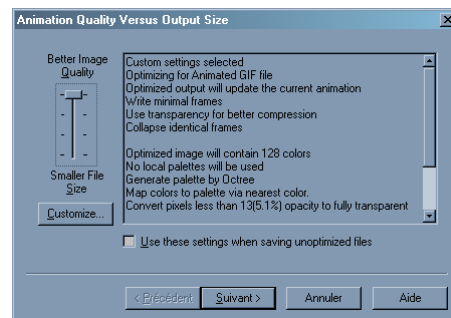 Animation Quality Versus Output Size
Better Image
Quality
Smaller File
Size
Customize...
Custom settings selected
Optimizing for Animated GIF file
Optimized output will update the current animation
Write minimal frames
Use transparency for better compression
Collapse identical frames
Optimized image will contain 128 colors
No local palettes will be used
Generate palette by Octree
Map colors to palette via nearest color.
Convert pixels less than 13(5.1%) opacity to fully transparent
Use these settings when saving unoptimized files
< Précédent
Suivant >
Annuler
Aide